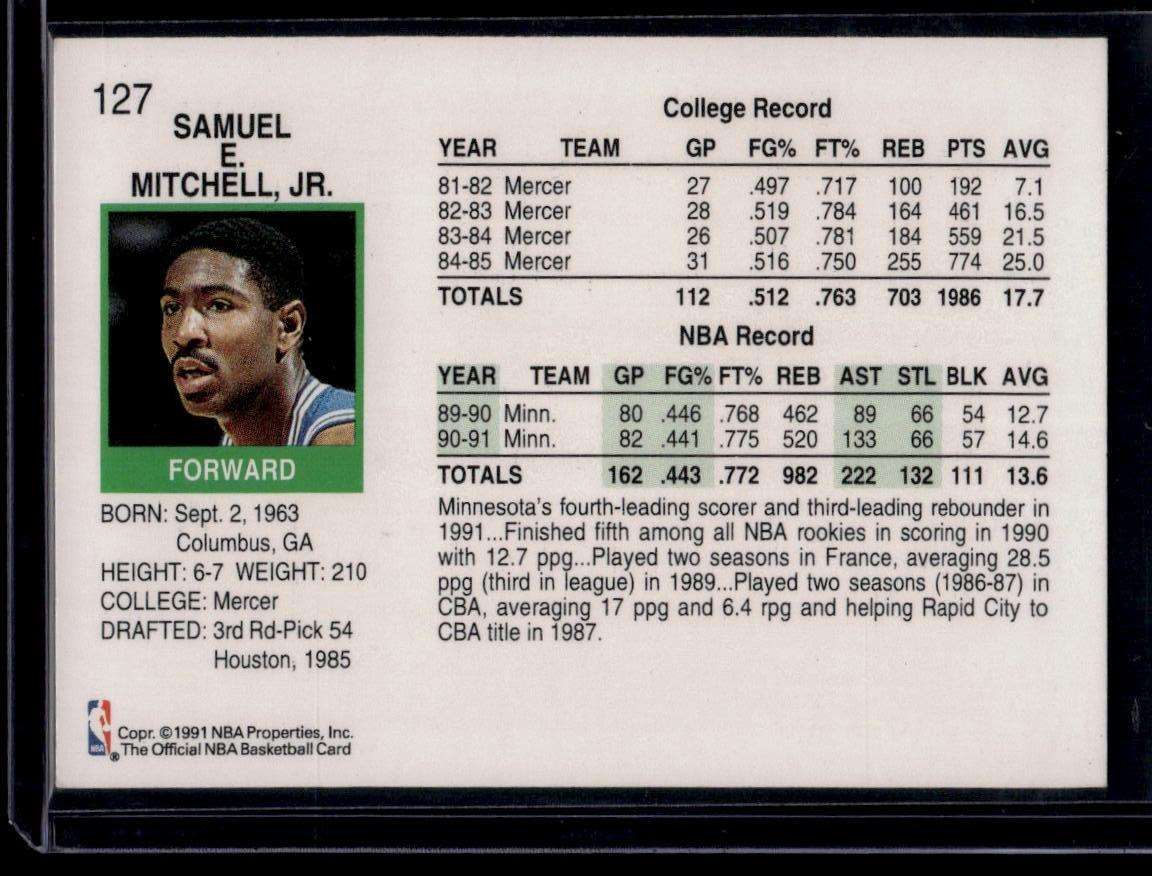 127
SAMUEL
E.
MITCHELL, JR.
FORWARD
BORN: Sept. 2, 1963
Columbus, GA
HEIGHT: 6-7 WEIGHT: 210
COLLEGE: Mercer
DRAFTED: 3rd Rd-Pick 54
Houston, 1985
NBA
®
Copr. ©1991 NBA Properties, Inc.
The Official NBA Basketball Card
College Record
YEAR TEAM GP FG% FT% REB PTS AVG
81-82 Mercer 27 .497 .717 100 192 7.1
82-83 Mercer 28 .519 .784 164 461 16.5
83-84 Mercer 26 .507 .781 184 559 21.5
84-85 Mercer 31 .516 .750 255 774 25.0
TOTALS 112 .512 .763 703 1986 17.7
NBA Record
YEAR TEAM GP FG% FT% REB AST STL BLK AVG
89-90 Minn. 80 .446 .768 462 89 66 54 12.7
90-91 Minn. 82 .441 .775 520 133 66 57 14.6
TOTALS 162 .443 .772 982 222 132 111 13.6
Minnesota's fourth-leading scorer and third-leading rebounder in
1991...Finished fifth among all NBA rookies in scoring in 1990
with 12.7 ppg...Played two seasons in France, averaging 28.5
ppg (third in league) in 1989...Played two seasons (1986-87) in
CBA, averaging 17 ppg and 6.4 rpg and helping Rapid City to
CBA title in 1987.